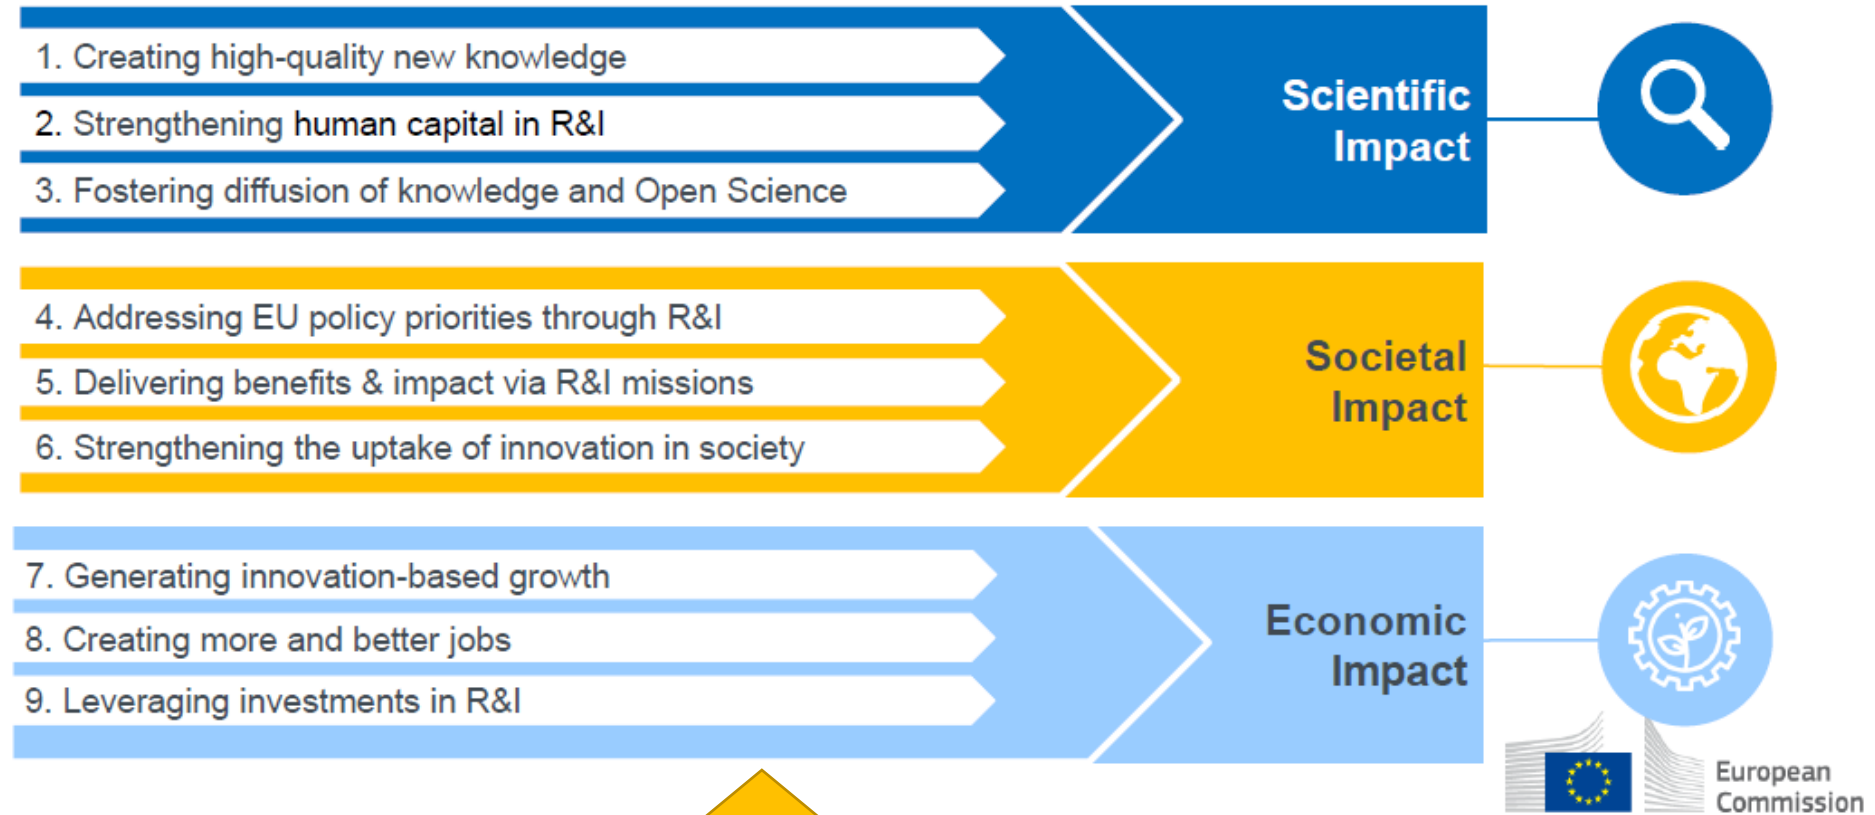 1. Creating high-quality new knowledge
2. Strengthening human capital in R&I
3. Fostering diffusion of knowledge and Open Science
Scientific
Impact
4. Addressing EU policy priorities through R&I
5. Delivering benefits & impact via R&I missions
6. Strengthening the uptake of innovation in society
Societal
Impact
7. Generating innovation-based growth
8. Creating more and better jobs
9. Leveraging investments in R&I
Economic
Impact
European
Commission